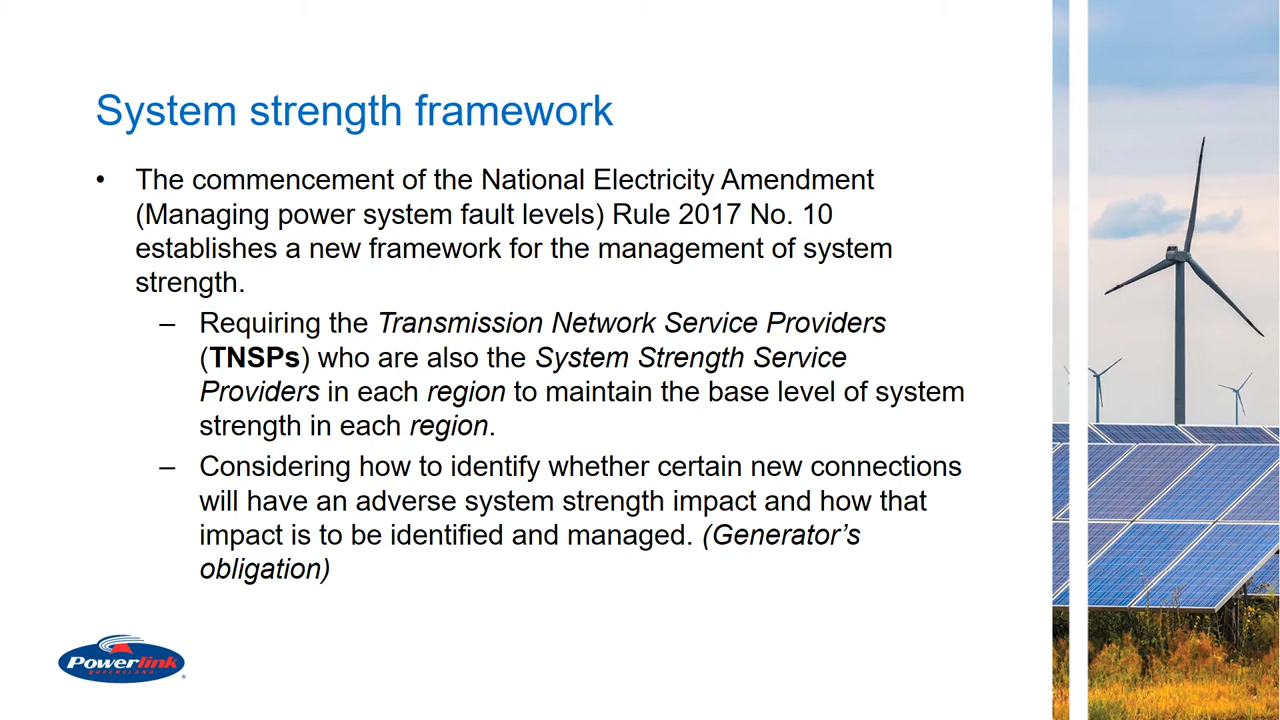 System strength framework
• The commencement of the National Electricity Amendment
(Managing power system fault levels) Rule 2017 No. 10
establishes a new framework for the management of system
strength.
– Requiring the Transmission Network Service Providers
(TNSPs) who are also the System Strength Service
Providers in each region to maintain the base level of system
strength in each region.
– Considering how to identify whether certain new connections
will have an adverse system strength impact and how that
impact is to be identified and managed. (Generator’s
obligation)
Powerlink
QUEENSLAND